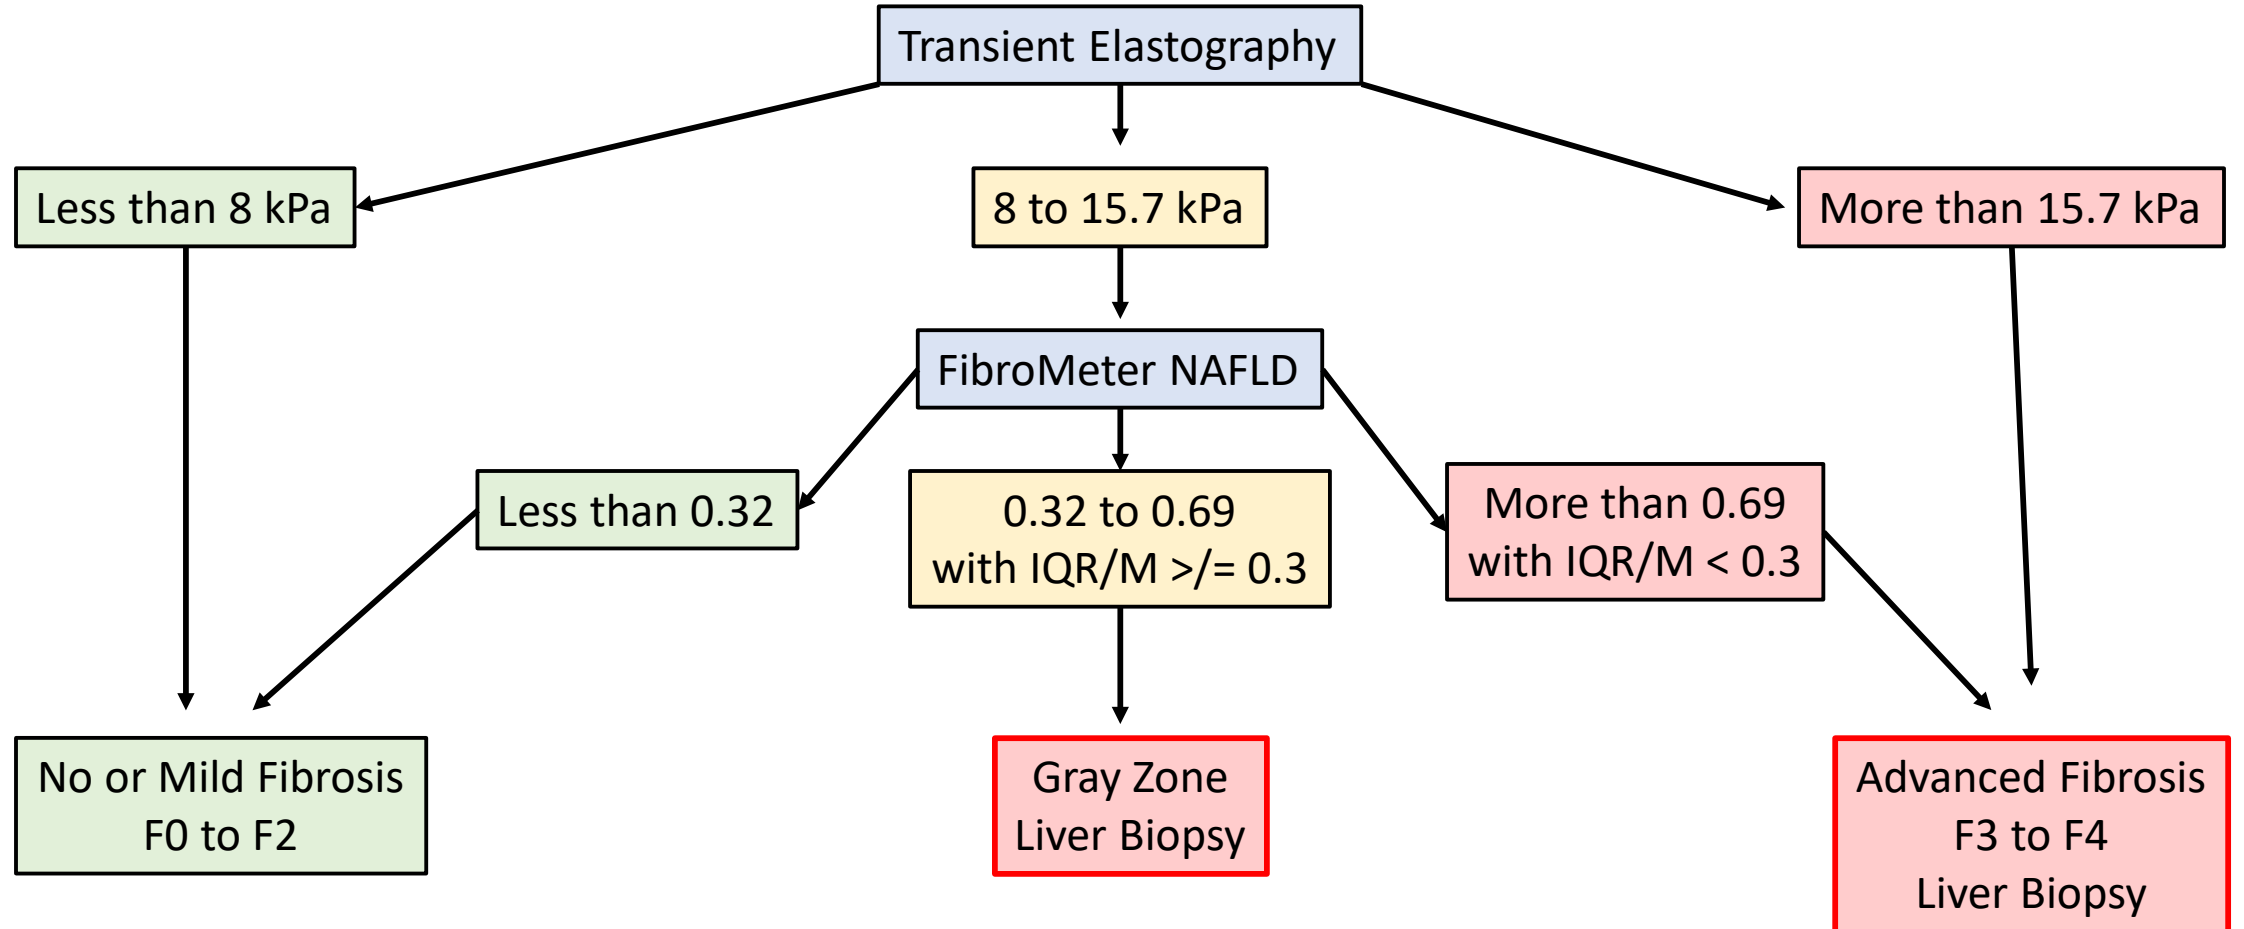 Transient Elastography
Less than 8 kPa
8 to 15.7 kPa
More than 15.7 kPa
FibroMeter NAFLD
Less than 0.32
0.32 to 0.69
with IQR/M >/= 0.3
More than 0.69
with IQR/M < 0.3
No or Mild Fibrosis
F0 to F2
Gray Zone
Liver Biopsy
Advanced Fibrosis
F3 to F4
Liver Biopsy